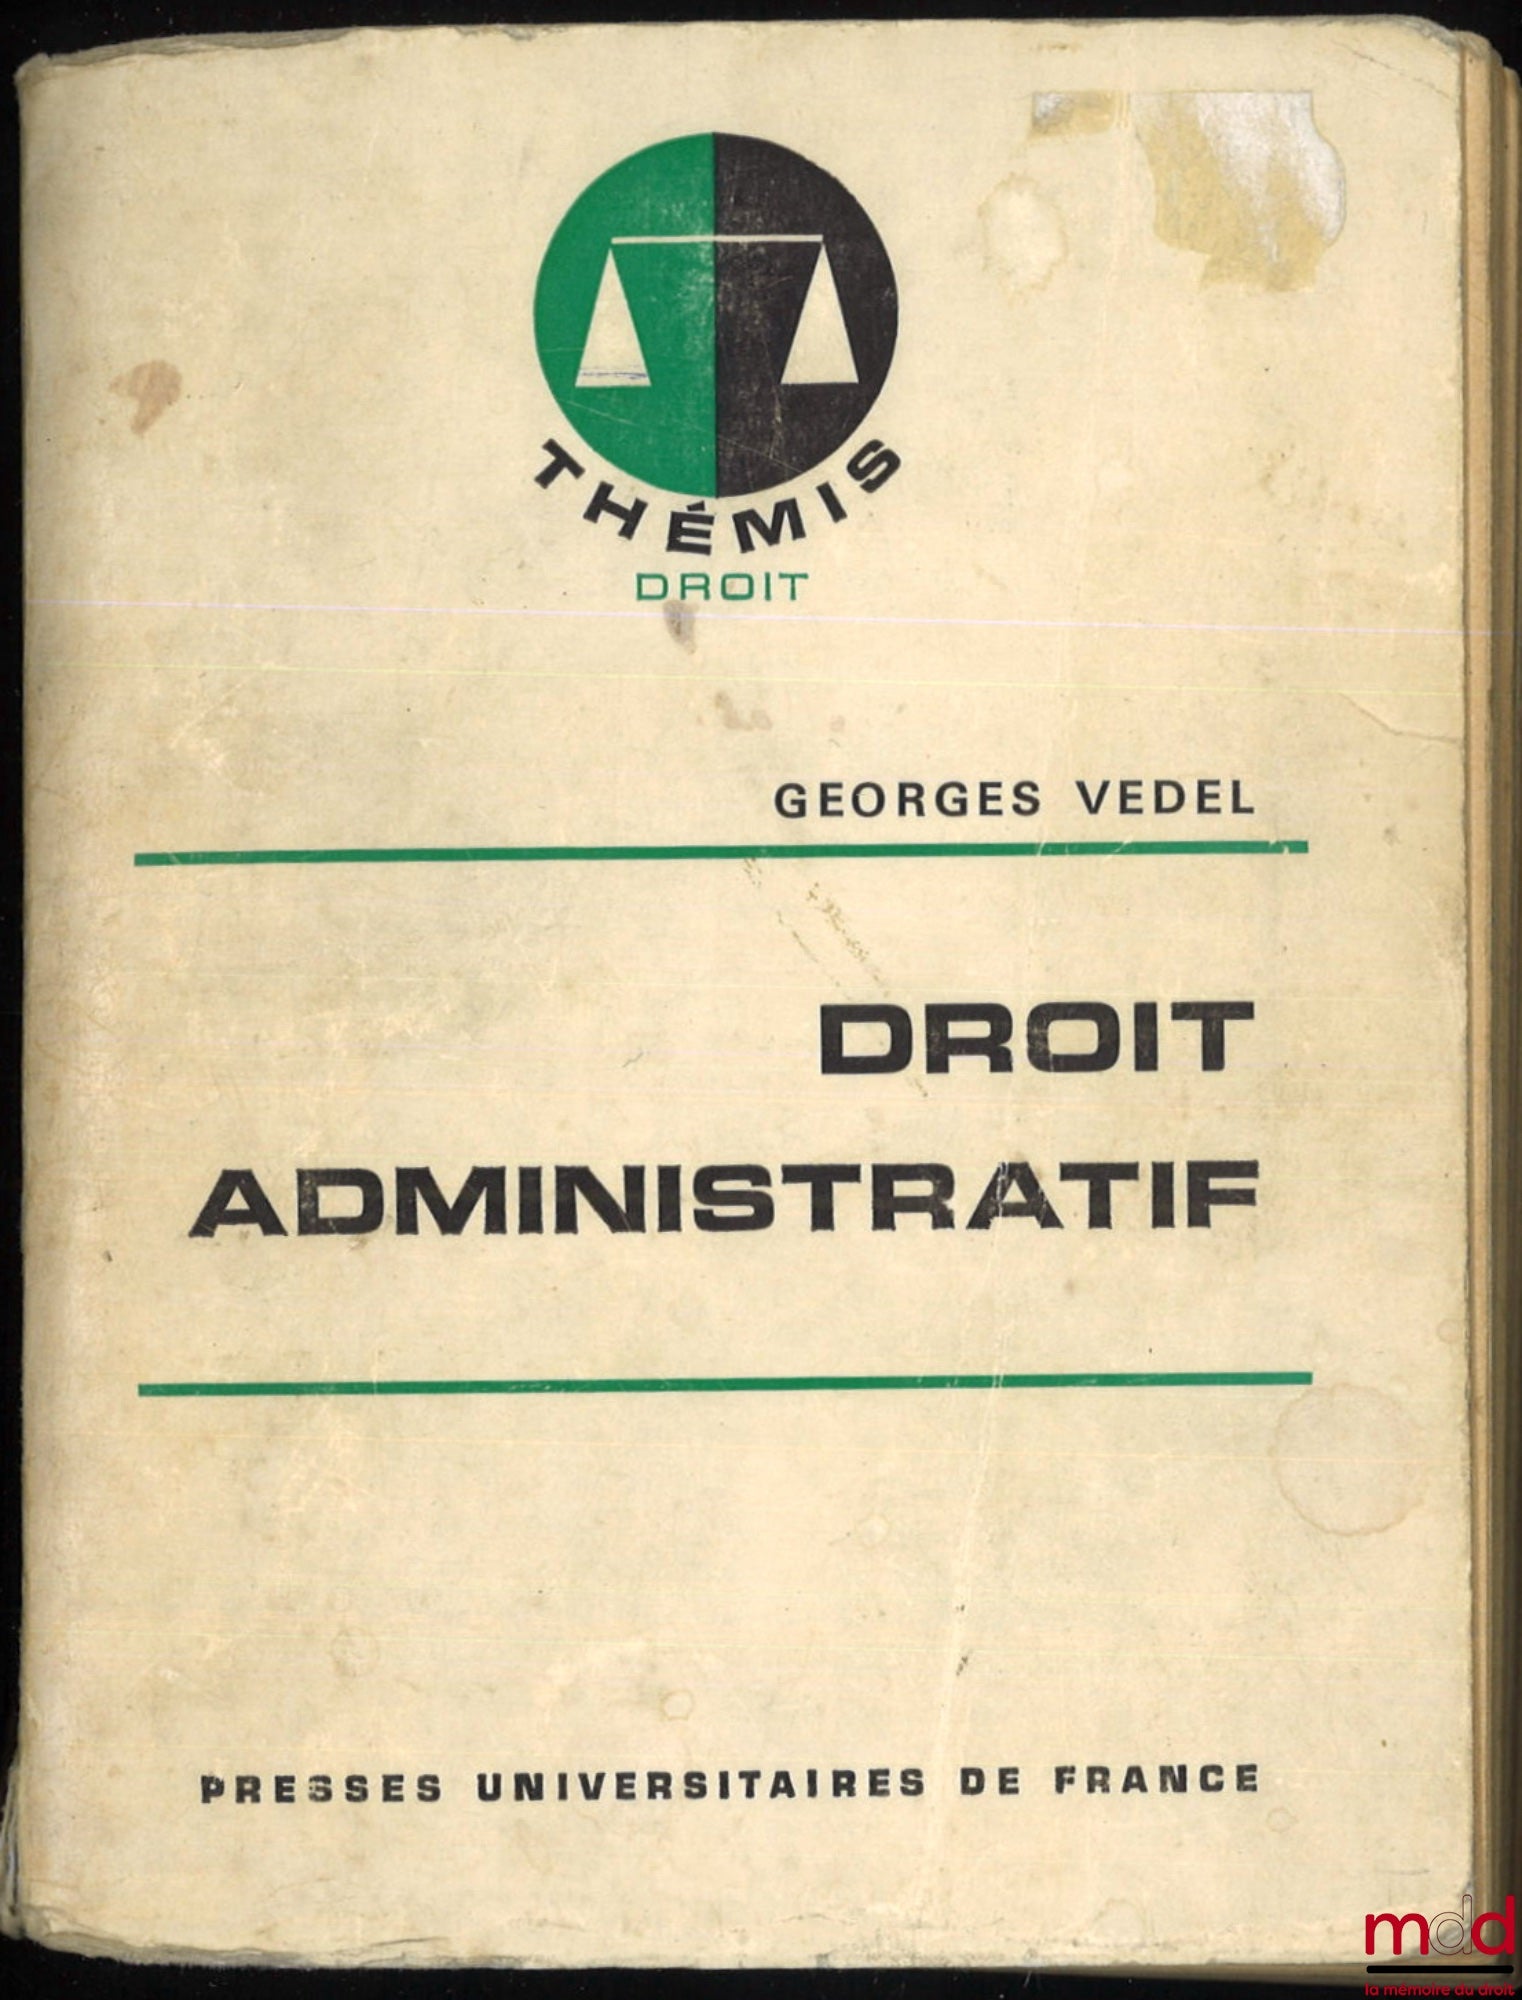 THÉMIS
DROIT
GEORGES VEDEL
DROIT
ADMINISTRATIF
PRESSES UNIVERSITAIRES DE FRANCE
mdd
la mémoire du droit